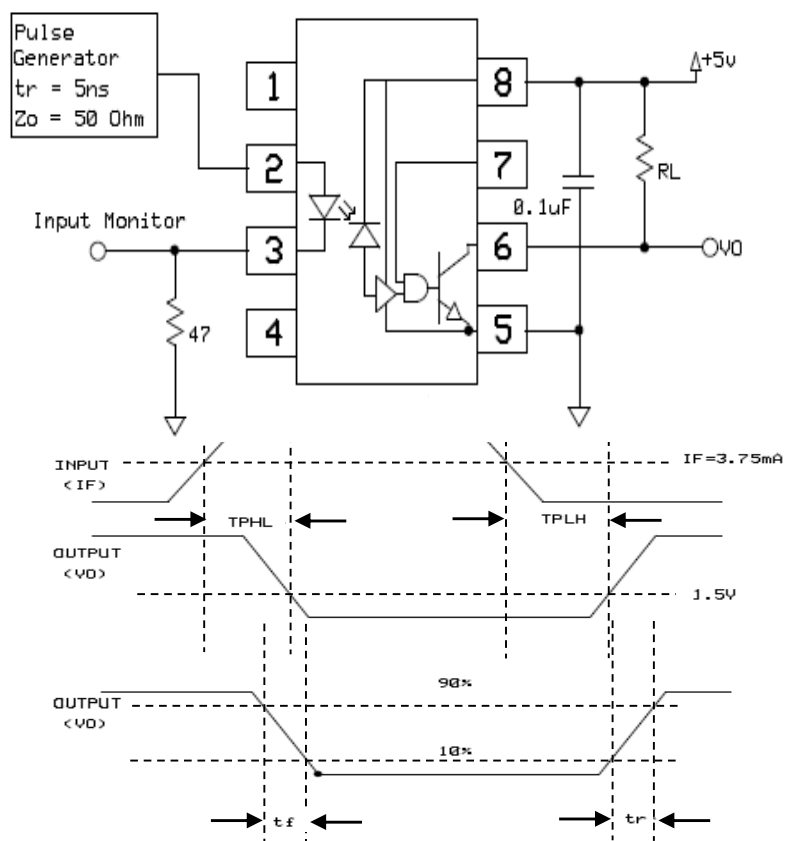 Pulse
Generator
tr = 5ns
Zo = 50 Ohm
+5v
1
8
2
7
RL
0.1uF
Input Monitor
3
6
VO
4
5
47
INPUT
(IF)
IF=3.75mA
TPHL
TPLH
OUTPUT
(VO)
1.5V
90%
OUTPUT
(VO)
10%
tf
tr